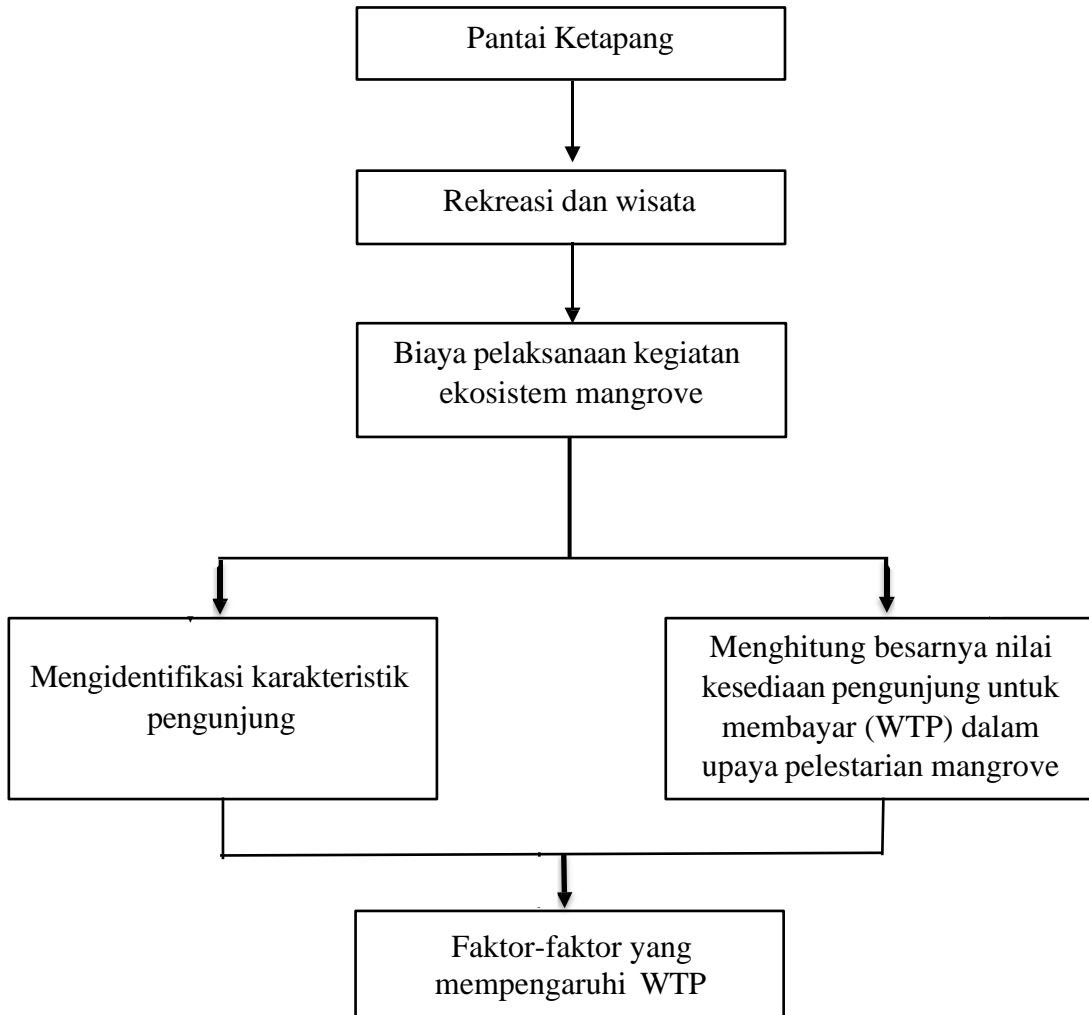 Pantai Ketapang
Rekreasi dan wisata
Biaya pelaksanaan kegiatan
ekosistem mangrove
Mengidentifikasi karakteristik
pengunjung
Menghitung besarnya nilai
kesediaan pengunjung untuk
membayar (WTP) dalam
upaya pelestarian mangrove
Faktor-faktor yang
mempengaruhi WTP